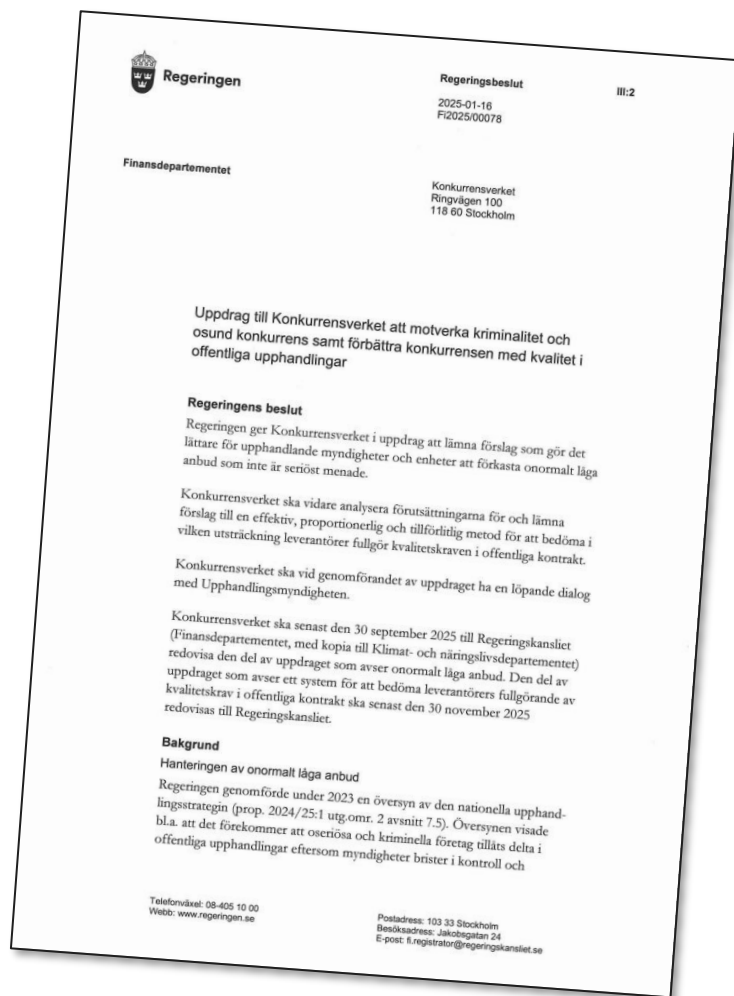 Regeringen
Regeringsbeslut
III:2
2025-01-16
Fi2025/00078
Finansdepartementet
Konkurrensverket
Ringvägen 100
118 60 Stockholm
Uppdrag till Konkurrensverket att motverka kriminalitet och
osund konkurrens samt förbättra konkurrensen med kvalitet i
offentliga upphandlingar
Regeringens beslut
Regeringen ger Konkurrensverket i uppdrag att lämna förslag som gör det
lättare för upphandlande myndigheter och enheter att förkasta onormalt låga
anbud som inte är seriöst menade.
Konkurrensverket ska vidare analysera förutsättningarna för och lämna
förslag till en effektiv, proportionerlig och tillförlitlig metod för att bedöma i
vilken utsträckning leverantörer fullgör kvalitetskraven i offentliga kontrakt.
Konkurrensverket ska vid genomförandet av uppdraget ha en löpande dialog
med Upphandlingsmyndigheten.
Konkurrensverket ska senast den 30 september 2025 till Regeringskansliet
(Finansdepartementet, med kopia till Klimat- och näringslivsdepartementet)
redovisa den del av uppdraget som avser onormalt låga anbud. Den del av
uppdraget som avser ett system för att bedöma leverantörers fullgörande av
kvalitetskrav i offentliga kontrakt ska senast den 30 november 2025
redovisas till Regeringskansliet.
Bakgrund
Hanteringen av onormalt låga anbud
Regeringen genomförde under 2023 en översyn av den nationella upphand-
lingsstrategin (prop. 2024/25:1 utg.omr. 2 avsnitt 7.5). Översynen visade
bl.a. att det förekommer att oseriösa och kriminella företag tillåts delta i
offentliga upphandlingar eftersom myndigheter brister i kontroll och
Telefonväxel: 08-405 10 00
Webb: www.regeringen.se
Postadress: 103 33 Stockholm
Besöksadress: Jakobsgatan 24
E-post: fi.registrator@regeringskansliet.se